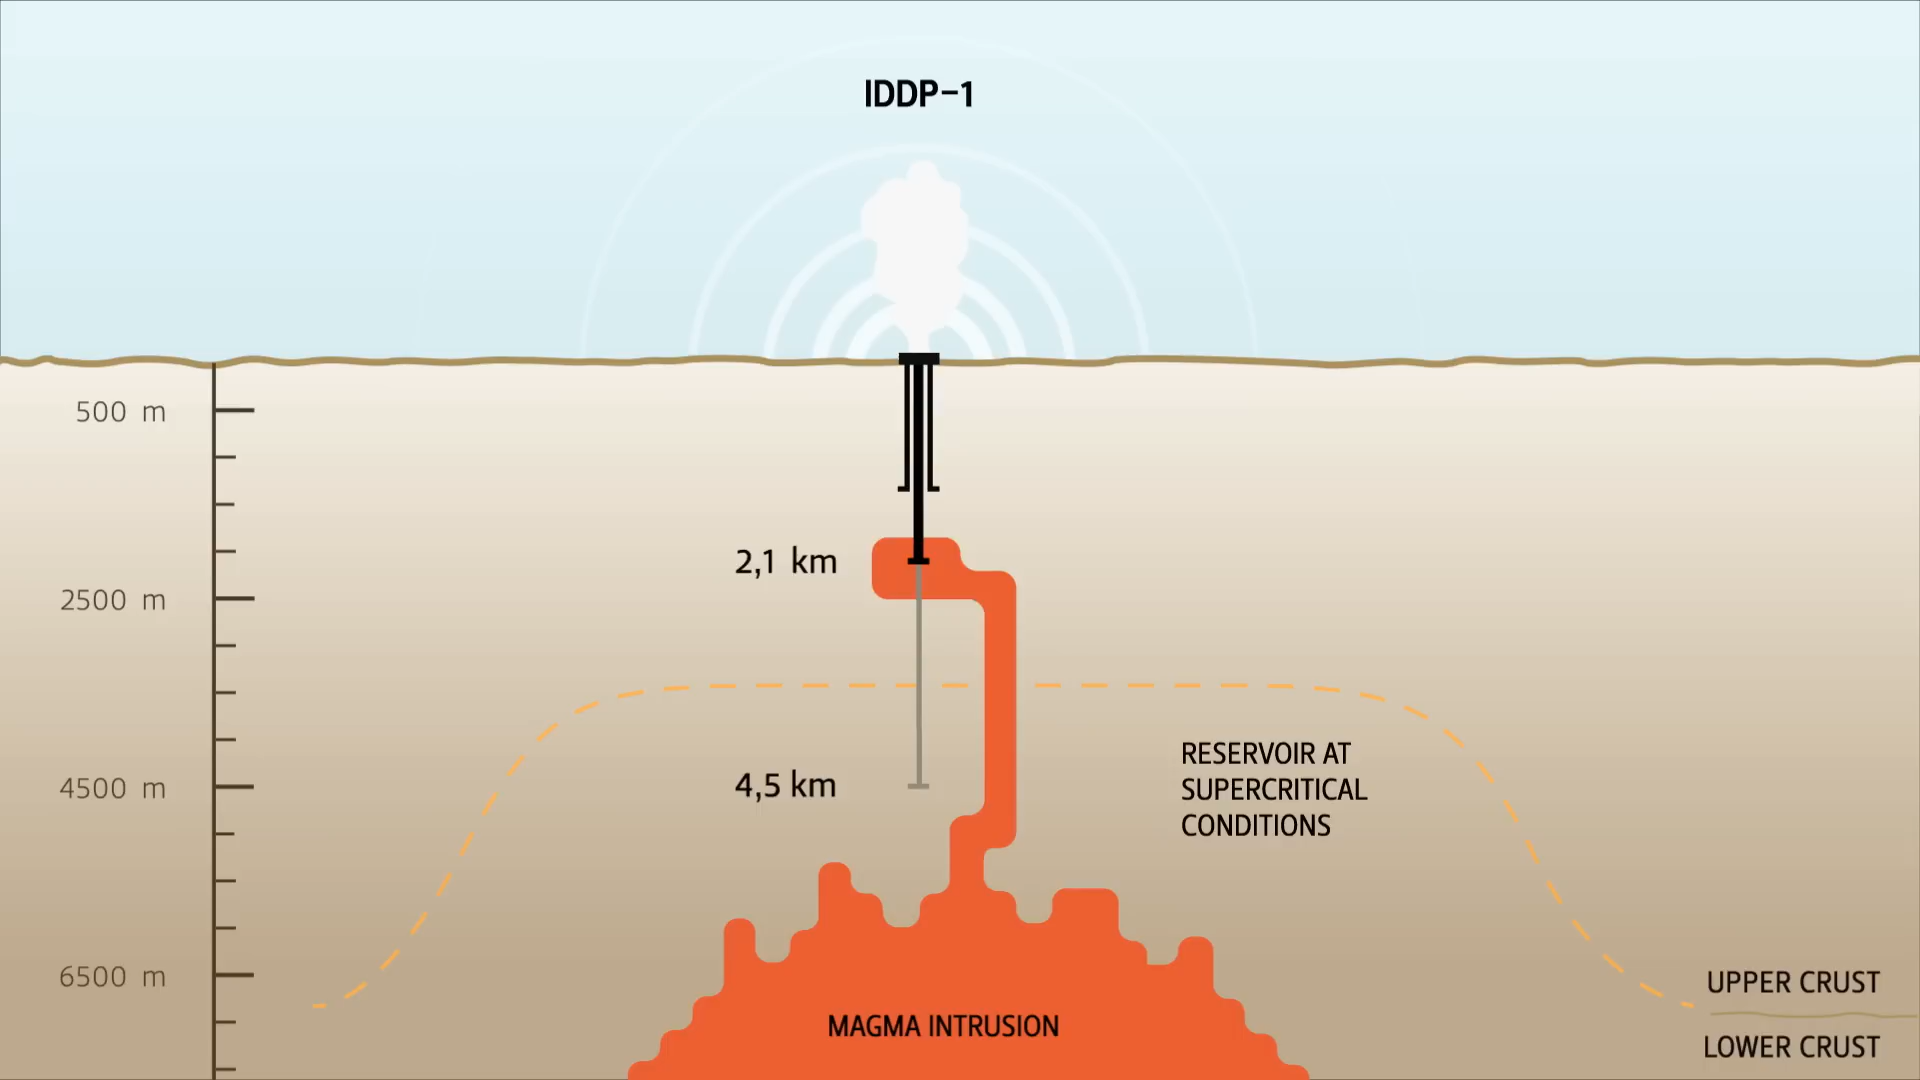 IDDP-1
500 m
2,1 km
2500 m
RESERVOIR AT
SUPERCRITICAL
CONDITIONS
4500 m
4,5 km
6500 m
UPPER CRUST
MAGMA INTRUSION
LOWER CRUST